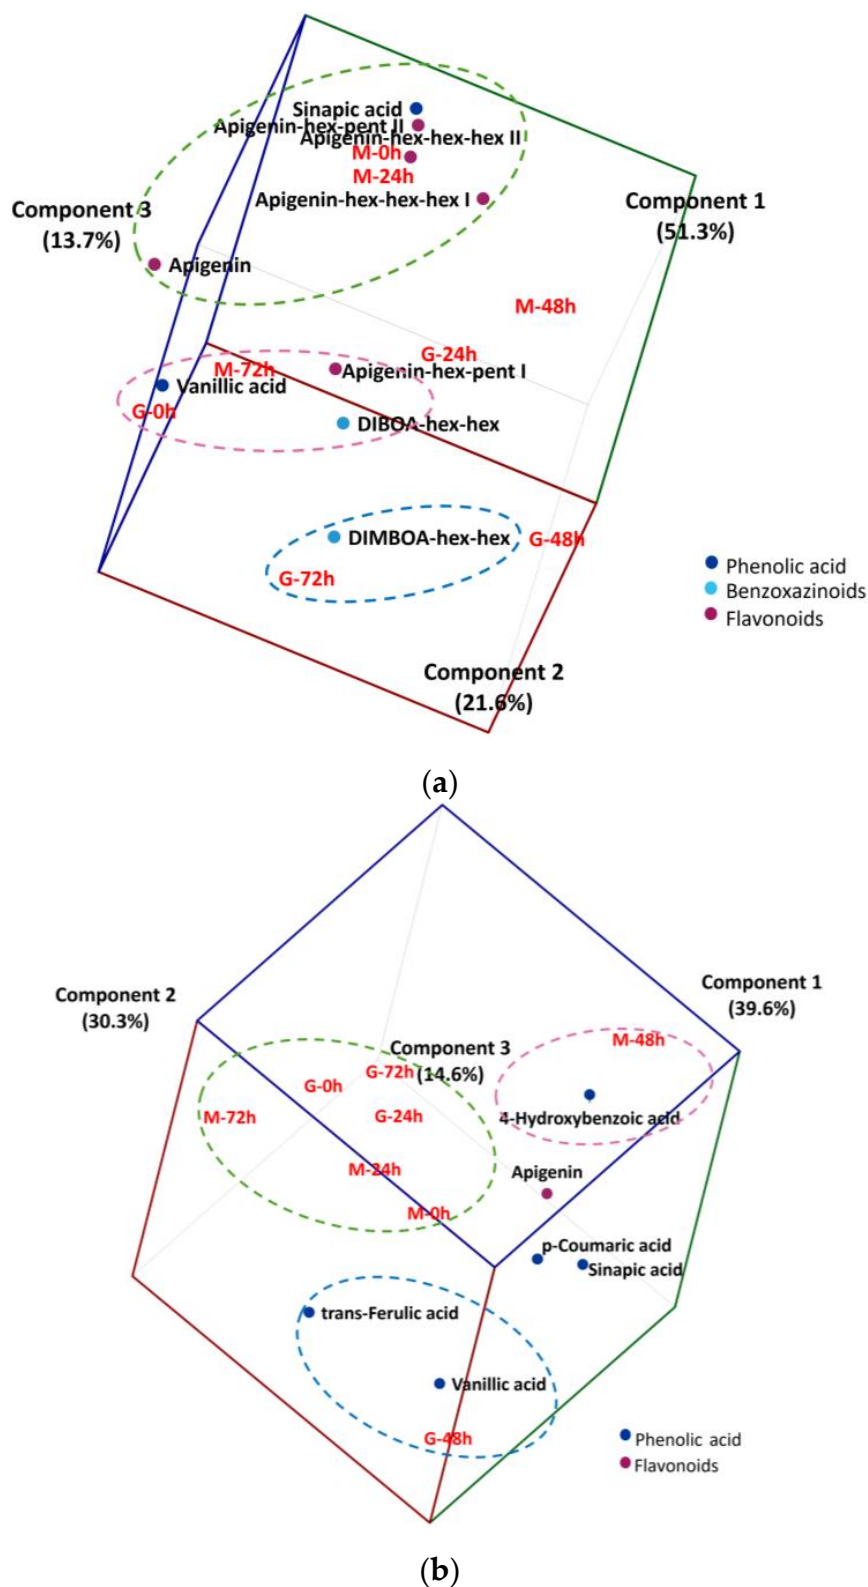 Sinapic acid
Apigenin-hex-pent II
Apigenin-hex-hex-hex II
M-0h
M-24h
Apigenin-hex-hex-hex I
Component 1
(51.3%)
Component 3
(13.7%)
Apigenin
M-48h
G-24h
M-72h
Apigenin-hex-pent I
Vanillic acid
G-0h
DIBOA-hex-hex
DIMBOA-hex-hex
G-48h
G-72h
Phenolic acid
Benzoxazinoids
Flavonoids
Component 2
(21.6%)
(a)
Component 1
(39.6%)
Component 2
(30.3%)
M-48h
Component 3
(14.6%)
G-72h
G-0h
M-72h
G-24h
4-Hydroxybenzoic acid
M-24h
Apigenin
M-0h
p-Coumaric acid
Sinapic acid
trans-Ferulic acid
Vanillic acid
G-48h
Phenolic acid
Flavonoids
(b)